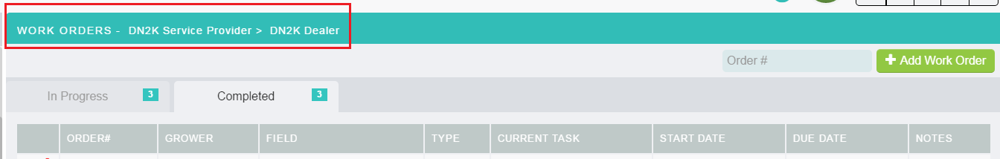 WORK ORDERS - DN2K Service Provider > DN2K Dealer
Order #
Add Work Order
In Progress 3
Completed 3
ORDER# GROWER FIELD TYPE CURRENT TASK START DATE DUE DATE NOTES